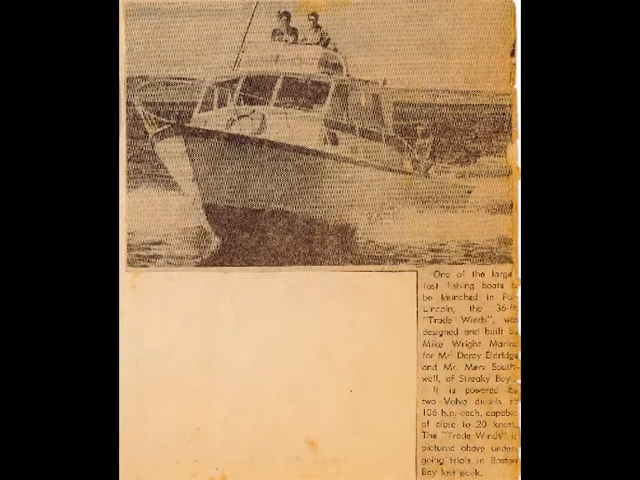 One of the large
fast fishing boats
be launched in
Lincoln, the 36-ft
"Trade Winds", was
designed and built
Mike Wright Marine
for Mr. Darcy Eldridge
and Mr. Merv South-
well, of Streaky Bay.
It is powered by
two Volvo diesels of
106 h.p. each, capable
of close to 20 knots.
The "Trade Winds" is
pictured above under-
going trials in Boston
Bay last week.